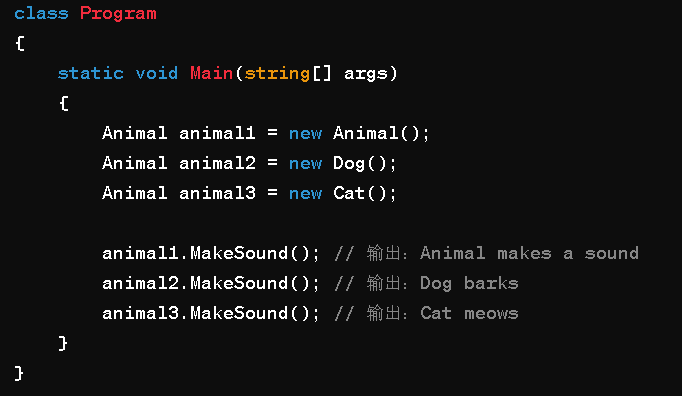 class Program
{
    static void Main(string[] args)
    {
        Animal animal1 = new Animal();
        Animal animal2 = new Dog();
        Animal animal3 = new Cat();

        animal1.MakeSound(); // 输出：Animal makes a sound
        animal2.MakeSound(); // 输出：Dog barks
        animal3.MakeSound(); // 输出：Cat meows
    }
}